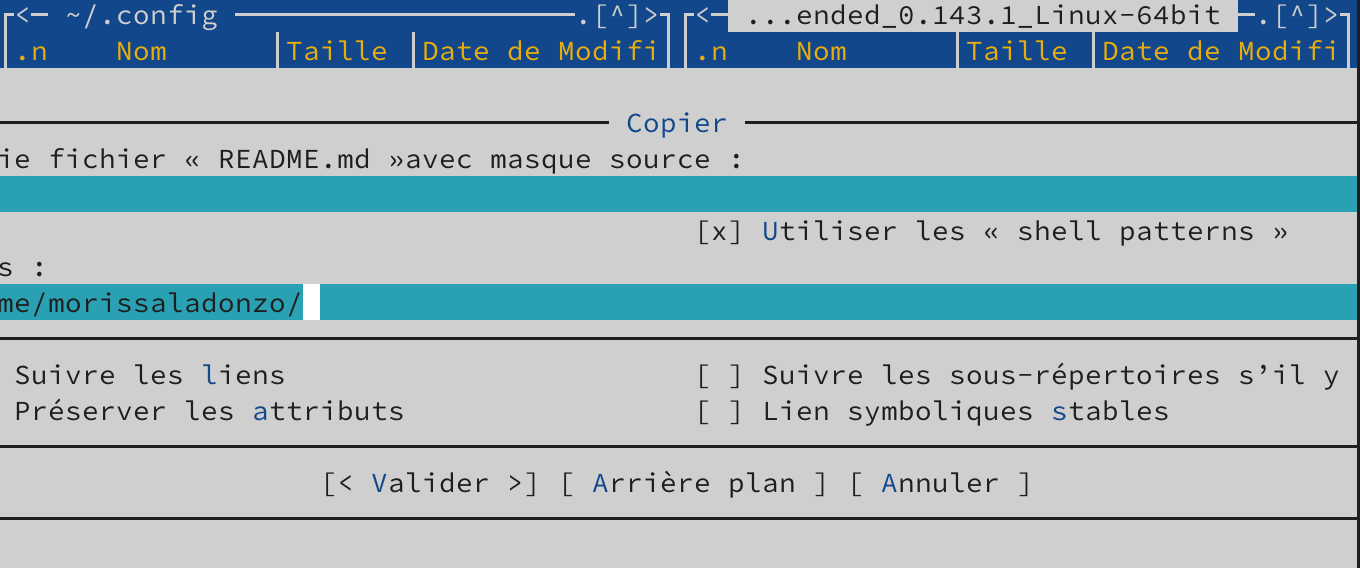 <─ ~/.config ─.[^]>
<─ ...ended_0.143.1_Linux-64bit ─.[^]>
.n Nom Taille Date de Modifi
.n Nom Taille Date de Modifi
Copier
ie fichier « README.md »avec masque source :
[x] Utiliser les « shell patterns »
s :
me/morissaladonzo/
Suivre les liens
[ ] Suivre les sous-répertoires s’il y
Préserver les attributs
[ ] Lien symboliques stables
[< Valider >] [ Arrière plan ] [ Annuler ]